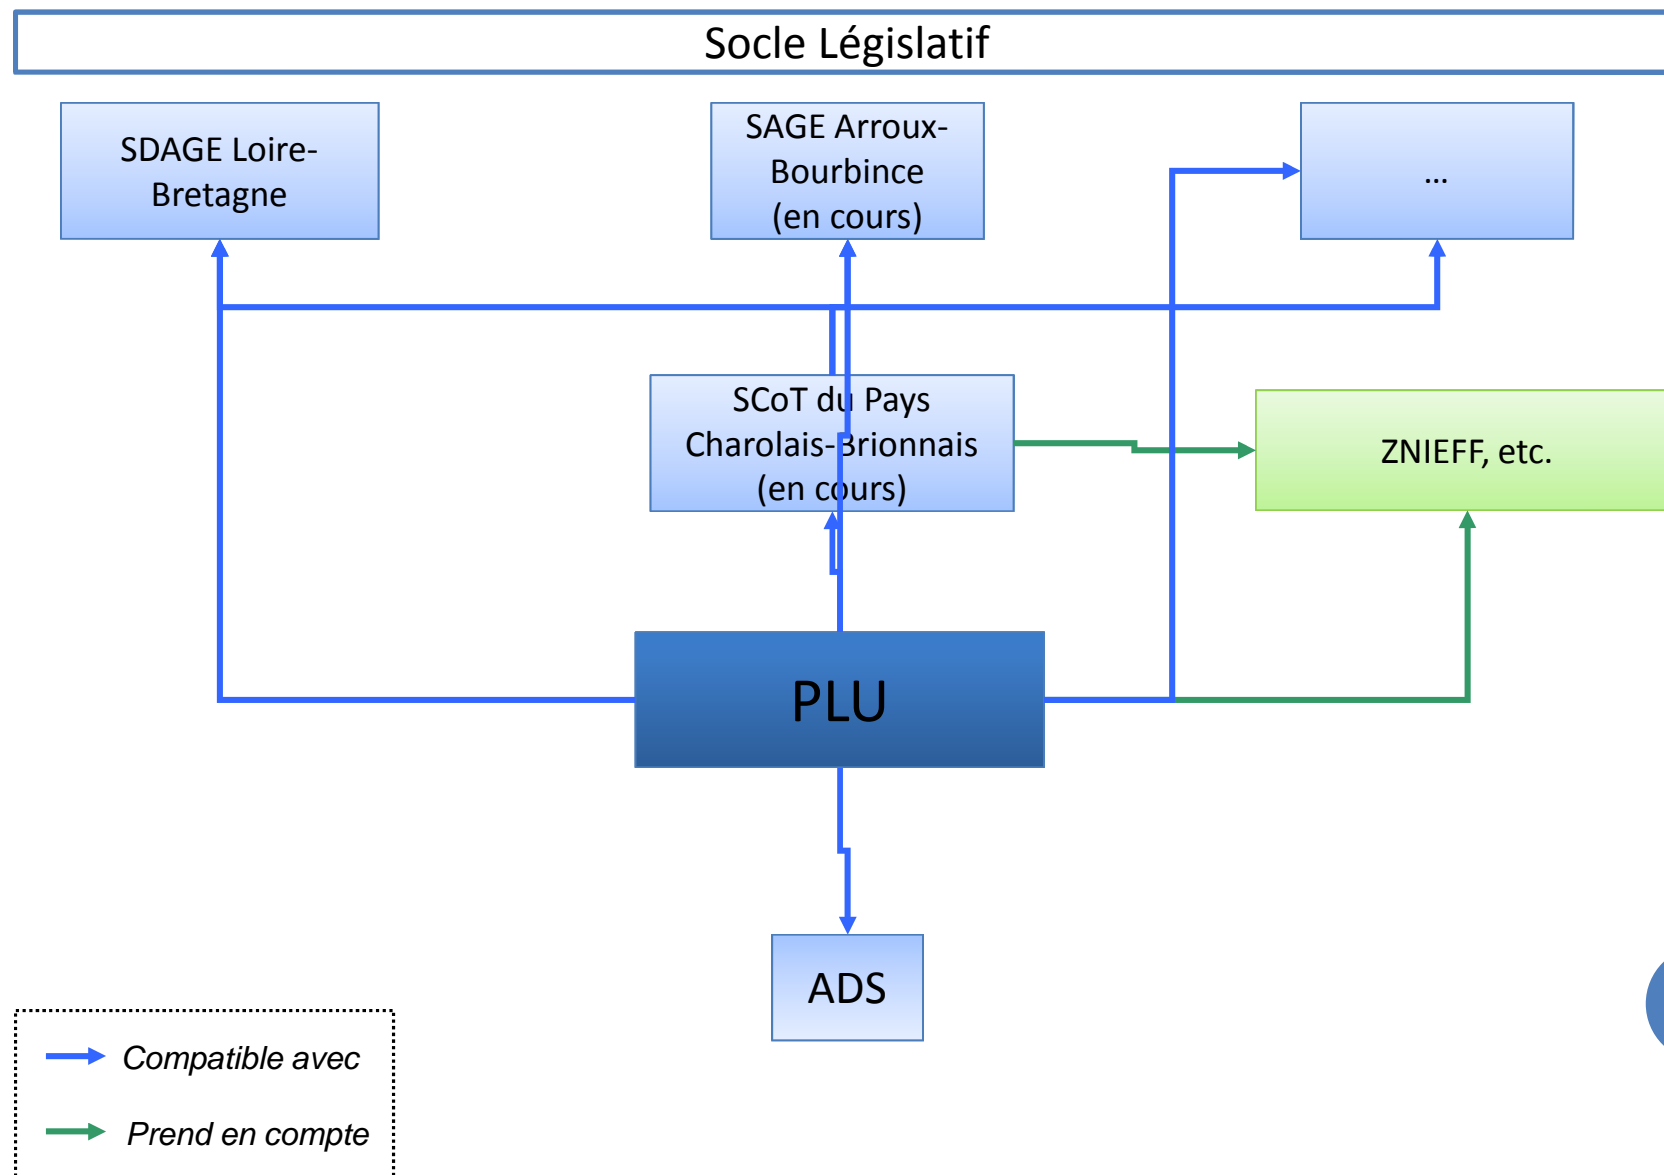 Socle Législatif
SDAGE Loire-
Bretagne
SAGE Arroux-
Bourbince
(en cours)
...
SCoT du Pays
Charolais-Brionnais
(en cours)
ZNIEFF, etc.
PLU
ADS
Compatible avec
Prend en compte